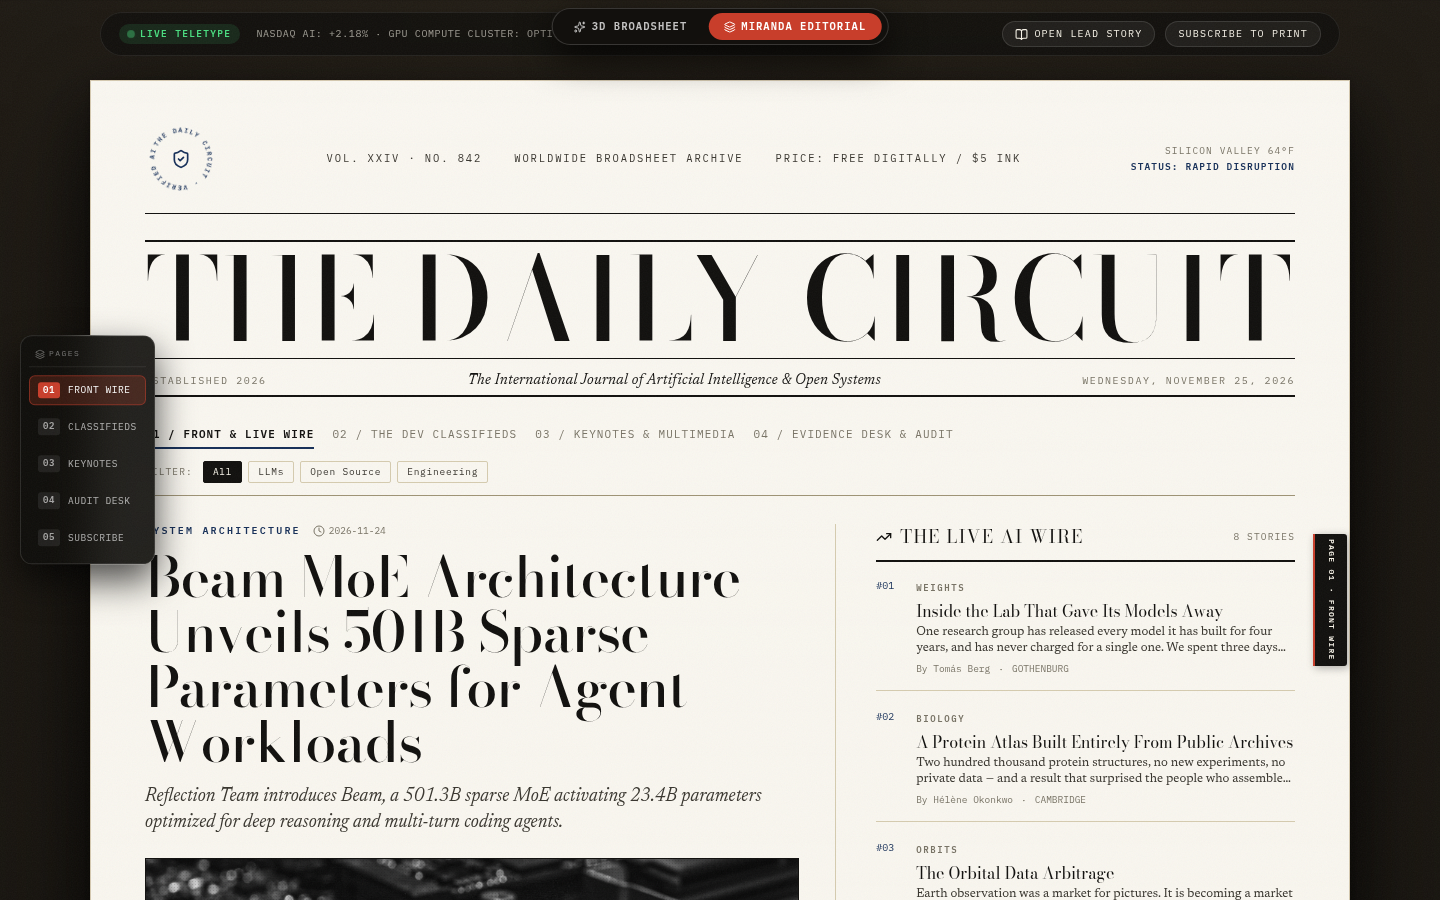 LIVE TELETYPE
NASDAQ AI: +2.18% · GPU COMPUTE CLUSTER: OPTI
3D BROADSHEET
MIRANDA EDITORIAL
OPEN LEAD STORY
SUBSCRIBE TO PRINT
THE DAILY CIRCUIT · VERIFIED AI
VOL. XXIV · NO. 842
WORLDWIDE BROADSHEET ARCHIVE
PRICE: FREE DIGITALLY / $5 INK
SILICON VALLEY 64°F
STATUS: RAPID DISRUPTION
THE DAILY CIRCUIT
STABLISHED 2026
The International Journal of Artificial Intelligence & Open Systems
WEDNESDAY, NOVEMBER 25, 2026
PAGES
01 FRONT WIRE
02 CLASSIFIEDS
03 KEYNOTES
04 AUDIT DESK
05 SUBSCRIBE
1 / FRONT & LIVE WIRE
02 / THE DEV CLASSIFIEDS
03 / KEYNOTES & MULTIMEDIA
04 / EVIDENCE DESK & AUDIT
ILTER:
All
LLMs
Open Source
Engineering
YSTEM ARCHITECTURE
2026-11-24
Beam MoE Architecture
Unveils 501B Sparse
Parameters for Agent
Workloads
Reflection Team introduces Beam, a 501.3B sparse MoE activating 23.4B parameters
optimized for deep reasoning and multi-turn coding agents.
THE LIVE AI WIRE
8 STORIES
#01
WEIGHTS
Inside the Lab That Gave Its Models Away
One research group has released every model it has built for four
years, and has never charged for a single one. We spent three days...
By Tomás Berg · GOTHENBURG
#02
BIOLOGY
A Protein Atlas Built Entirely From Public Archives
Two hundred thousand protein structures, no new experiments, no
private data — and a result that surprised the people who assemble...
By Hélène Okonkwo · CAMBRIDGE
#03
ORBITS
The Orbital Data Arbitrage
Earth observation was a market for pictures. It is becoming a market
PAGE 01 · FRONT WIRE